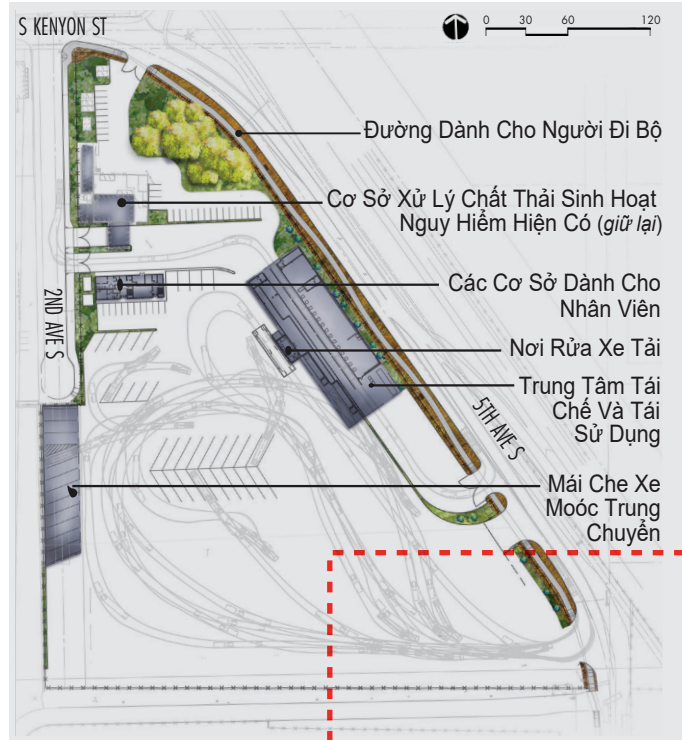 S KENYON ST
0 30 60 120
Đường Dành Cho Người Đi Bộ
Cơ Sở Xử Lý Chất Thải Sinh Hoạt
Nguy Hiểm Hiện Có (giữ lại)
Các Cơ Sở Dành Cho
Nhân Viên
2ND AVE S
Nơi Rửa Xe Tải
Trung Tâm Tái
Chế Và Tái
Sử Dụng
5TH AVE S
Mái Che Xe
Moóc Trung
Chuyển